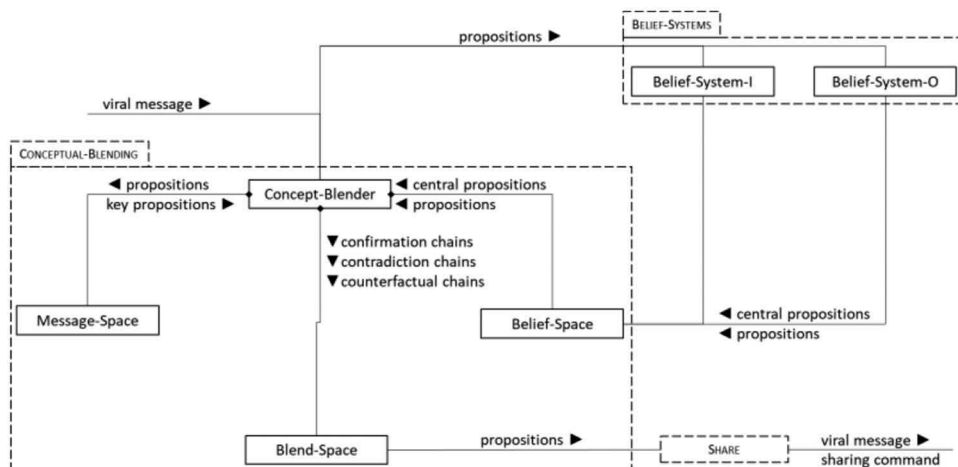 BELIEF-SYSTEMS
propositions ►
Belief-System-I
Belief-System-O
viral message ►
CONCEPTUAL-BLENDING
◄ propositions
key propositions ►
Concept-Blender
◄ central propositions
◄ propositions
▼ confirmation chains
▼ contradiction chains
▼ counterfactual chains
Message-Space
Belief-Space
◄ central propositions
◄ propositions
Blend-Space
propositions ►
SHARE
viral message ►
sharing command